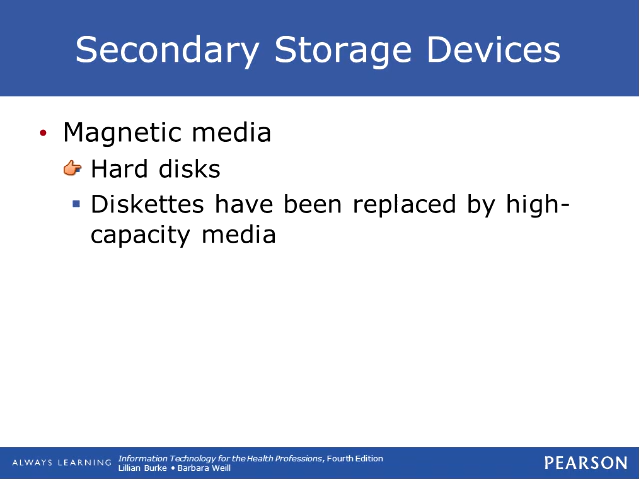 Secondary Storage Devices
• Magnetic media
Hard disks
▪ Diskettes have been replaced by high-
capacity media
ALWAYS LEARNING
Information Technology for the Health Professions, Fourth Edition
Lillian Burke ♦ Barbara Weill
PEARSON